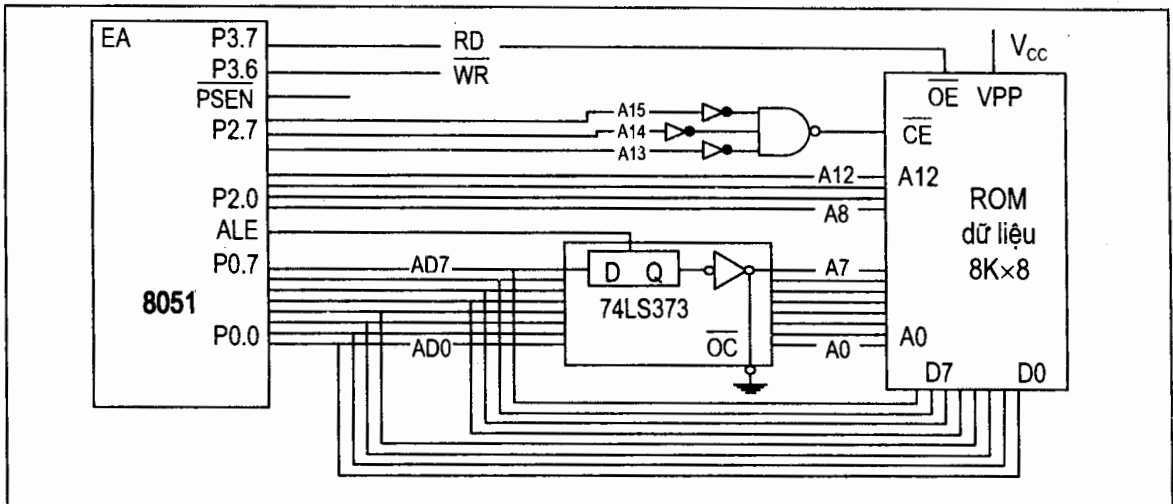 EA
P3.7
RD
P3.6
WR
PSEN
P2.7
A15
A14
A13
P2.0
A12
A8
ALE
P0.7
AD7
8051
P0.0
AD0
D Q
74LS373
OC
A7
A0
V_CC
OE VPP
CE
A12
ROM
dữ liệu
8K×8
A0
D7 D0